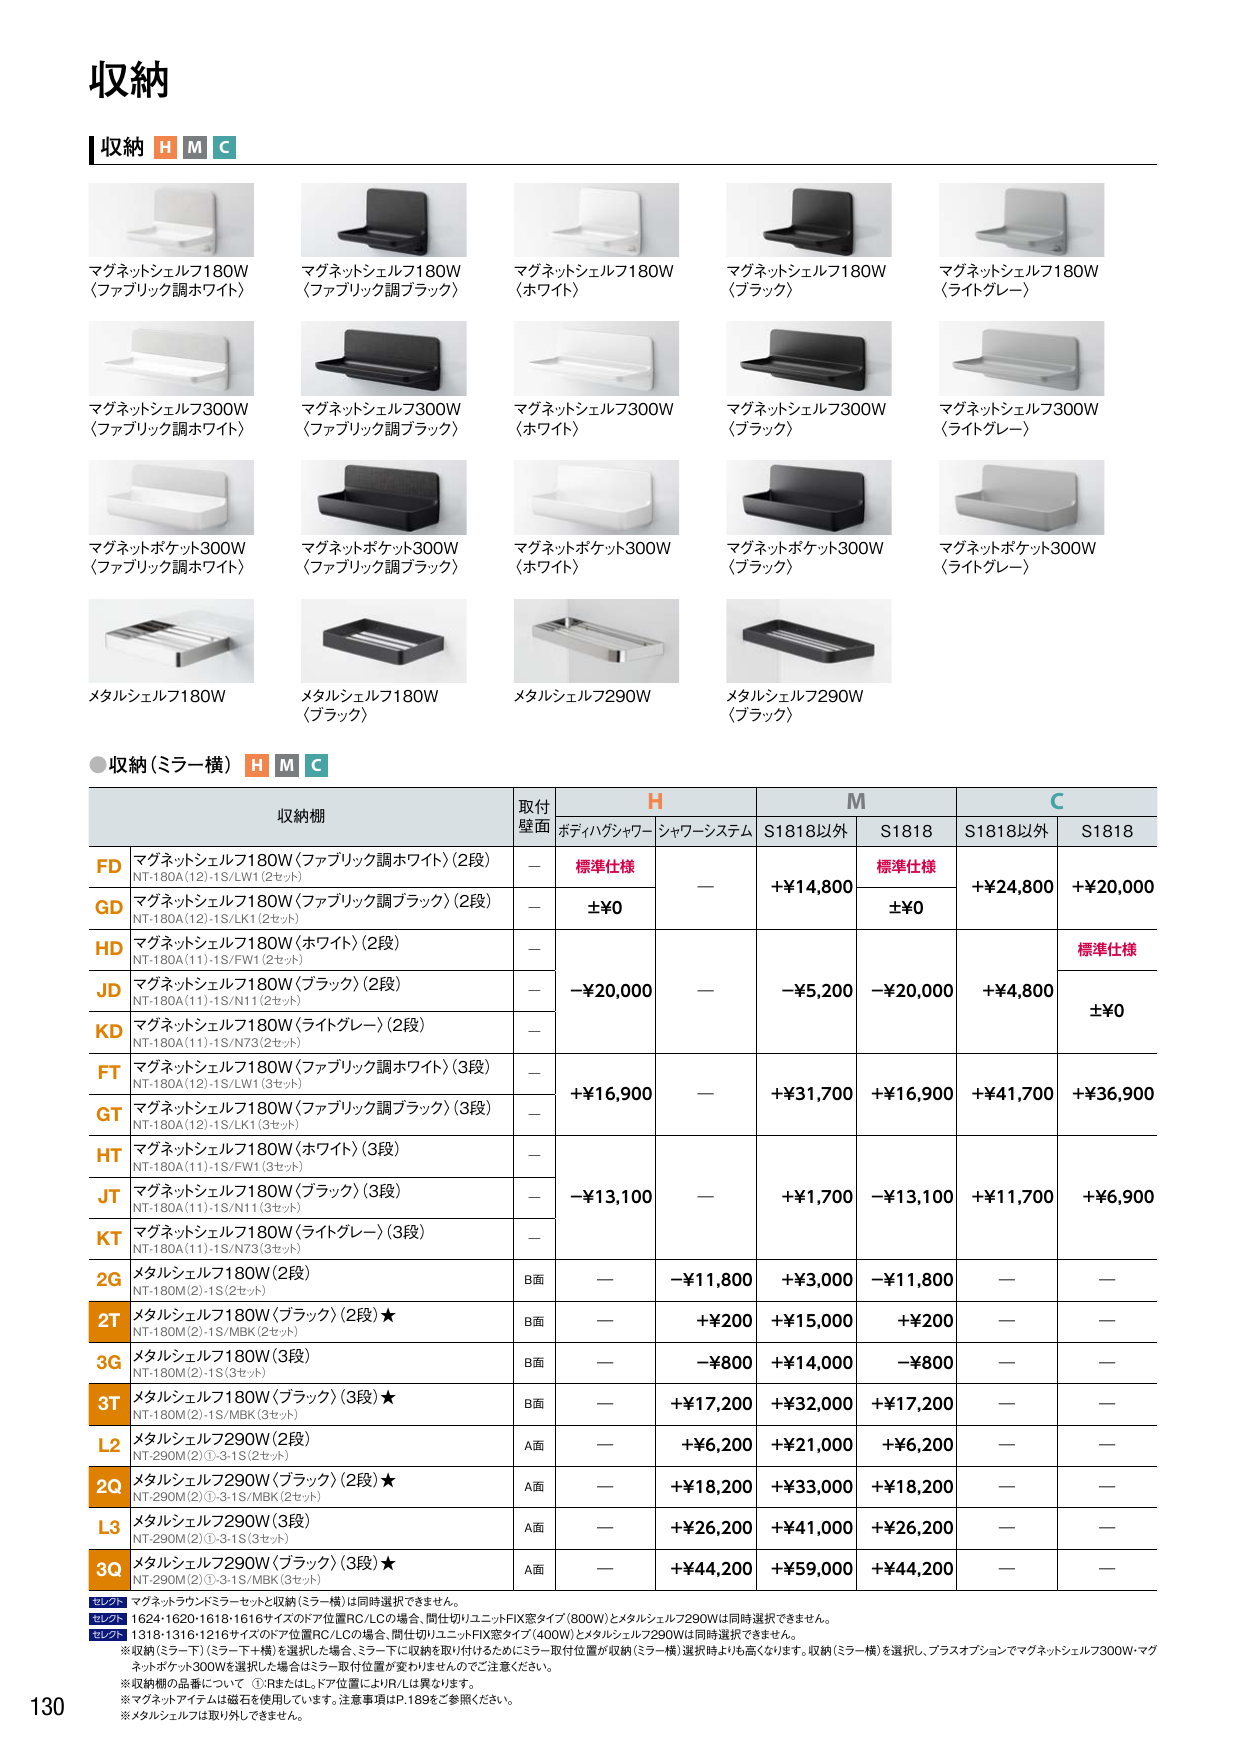 収納
収納 H M C
マグネットシェルフ180W
〈ファブリック調ホワイト〉
マグネットシェルフ180W
〈ファブリック調ブラック〉
マグネットシェルフ180W
〈ホワイト〉
マグネットシェルフ180W
〈ブラック〉
マグネットシェルフ180W
〈ライトグレー〉
マグネットシェルフ300W
〈ファブリック調ホワイト〉
マグネットシェルフ300W
〈ファブリック調ブラック〉
マグネットシェルフ300W
〈ホワイト〉
マグネットシェルフ300W
〈ブラック〉
マグネットシェルフ300W
〈ライトグレー〉
マグネットポケット300W
〈ファブリック調ホワイト〉
マグネットポケット300W
〈ファブリック調ブラック〉
マグネットポケット300W
〈ホワイト〉
マグネットポケット300W
〈ブラック〉
マグネットポケット300W
〈ライトグレー〉
メタルシェルフ180W
メタルシェルフ180W
〈ブラック〉
メタルシェルフ290W
メタルシェルフ290W
〈ブラック〉
●収納（ミラー横） H M C
収納棚 取付壁面 H M C
ボディハグシャワー シャワーシステム S1818以外 S1818 S1818以外 S1818
FD マグネットシェルフ180W〈ファブリック調ホワイト〉（2段） — 標準仕様 — +¥14,800 標準仕様 +¥24,800 +¥20,000
NT-180A（12）-1S/LW1（2セット）
GD マグネットシェルフ180W〈ファブリック調ブラック〉（2段） — ±¥0 ±¥0
NT-180A（12）-1S/LK1（2セット）
HD マグネットシェルフ180W〈ホワイト〉（2段） — 標準仕様
NT-180A（11）-1S/FW1（2セット）
JD マグネットシェルフ180W〈ブラック〉（2段） — −¥20,000 — −¥5,200 −¥20,000 +¥4,800 ±¥0
NT-180A（11）-1S/N11（2セット）
KD マグネットシェルフ180W〈ライトグレー〉（2段） —
NT-180A（11）-1S/N73（2セット）
FT マグネットシェルフ180W〈ファブリック調ホワイト〉（3段） — +¥16,900 — +¥31,700 +¥16,900 +¥41,700 +¥36,900
NT-180A（12）-1S/LW1（3セット）
GT マグネットシェルフ180W〈ファブリック調ブラック〉（3段） —
NT-180A（12）-1S/LK1（3セット）
HT マグネットシェルフ180W〈ホワイト〉（3段） —
NT-180A（11）-1S/FW1（3セット）
JT マグネットシェルフ180W〈ブラック〉（3段） — −¥13,100 — +¥1,700 −¥13,100 +¥11,700 +¥6,900
NT-180A（11）-1S/N11（3セット）
KT マグネットシェルフ180W〈ライトグレー〉（3段） —
NT-180A（11）-1S/N73（3セット）
2G メタルシェルフ180W（2段） B面 — −¥11,800 +¥3,000 −¥11,800 — —
NT-180M（2）-1S（2セット）
2T メタルシェルフ180W〈ブラック〉（2段）★ B面 — +¥200 +¥15,000 +¥200 — —
NT-180M（2）-1S/MBK（2セット）
3G メタルシェルフ180W（3段） B面 — −¥800 +¥14,000 −¥800 — —
NT-180M（2）-1S（3セット）
3T メタルシェルフ180W〈ブラック〉（3段）★ B面 — +¥17,200 +¥32,000 +¥17,200 — —
NT-180M（2）-1S/MBK（3セット）
L2 メタルシェルフ290W（2段） A面 — +¥6,200 +¥21,000 +¥6,200 — —
NT-290M（2）①-3-1S（2セット）
2Q メタルシェルフ290W〈ブラック〉（2段）★ A面 — +¥18,200 +¥33,000 +¥18,200 — —
NT-290M（2）①-3-1S/MBK（2セット）
L3 メタルシェルフ290W（3段） A面 — +¥26,200 +¥41,000 +¥26,200 — —
NT-290M（2）①-3-1S（3セット）
3Q メタルシェルフ290W〈ブラック〉（3段）★ A面 — +¥44,200 +¥59,000 +¥44,200 — —
NT-290M（2）①-3-1S/MBK（3セット）
セレクト マグネットラウンドミラーセットと収納（ミラー横）は同時選択できません。
セレクト 1624・1620・1618・1616サイズのドア位置RC/LCの場合、間仕切りユニットFIX窓タイプ（800W）とメタルシェルフ290Wは同時選択できません。
セレクト 1318・1316・1216サイズのドア位置RC/LCの場合、間仕切りユニットFIX窓タイプ（400W）とメタルシェルフ290Wは同時選択できません。
※収納（ミラー下）（ミラー下＋横）を選択した場合、ミラー下に収納を取り付けるためにミラー取付位置が収納（ミラー横）選択時よりも高くなります。収納（ミラー横）を選択し、プラスオプションでマグネットシェルフ300W・マグ
ネットポケット300Wを選択した場合はミラー取付位置が変わりませんのでご注意ください。
※収納棚の品番について ①:RまたはL。ドア位置によりR/Lは異なります。
※マグネットアイテムは磁石を使用しています。注意事項はP.189をご参照ください。
※メタルシェルフは取り外しできません。
130